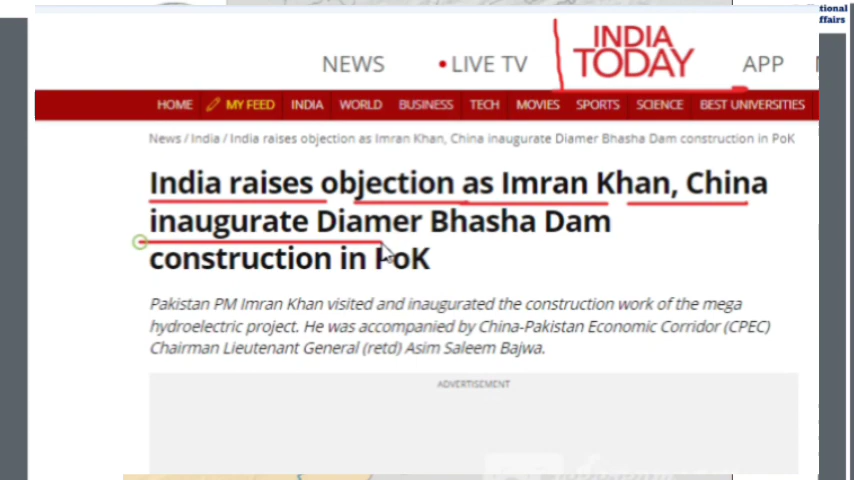 tional
ffairs
NEWS
LIVE TV
INDIA
TODAY
APP
HOME
MY FEED
INDIA
WORLD
BUSINESS
TECH
MOVIES
SPORTS
SCIENCE
BEST UNIVERSITIES
News / India / India raises objection as Imran Khan, China inaugurate Diamer Bhasha Dam construction in PoK
India raises objection as Imran Khan, China
inaugurate Diamer Bhasha Dam
construction in PoK
Pakistan PM Imran Khan visited and inaugurated the construction work of the mega
hydroelectric project. He was accompanied by China-Pakistan Economic Corridor (CPEC)
Chairman Lieutenant General (retd) Asim Saleem Bajwa.
ADVERTISEMENT